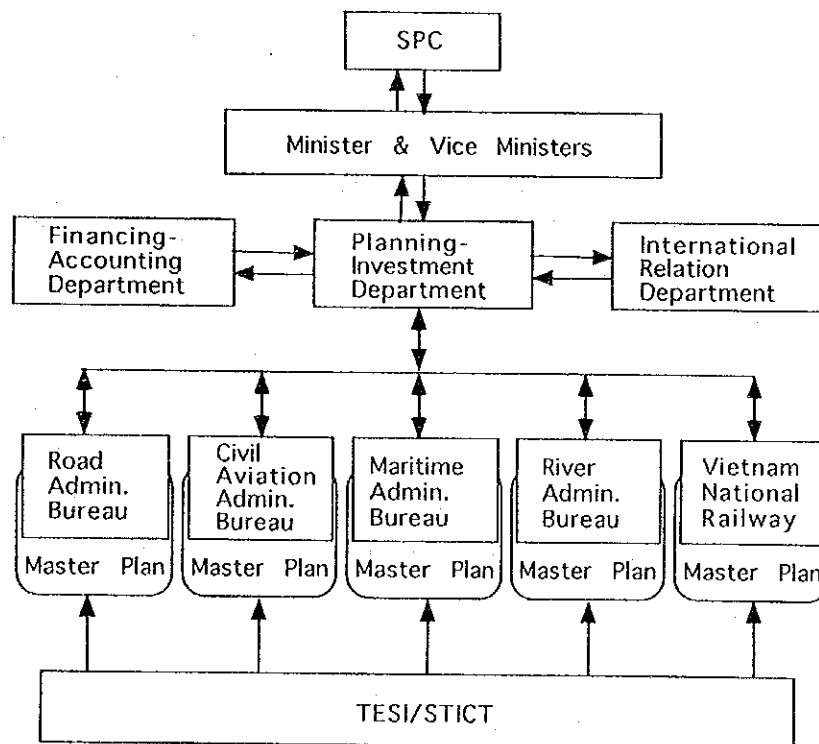 SPC
Minister & Vice Ministers
Financing-
Accounting
Department
Planning-
Investment
Department
International
Relation
Department
Road
Admin.
Bureau
Master Plan
Civil
Aviation
Admin.
Bureau
Master Plan
Maritime
Admin.
Bureau
Master Plan
River
Admin.
Bureau
Master Plan
Vietnam
National
Railway
Master Plan
TESI/STICT